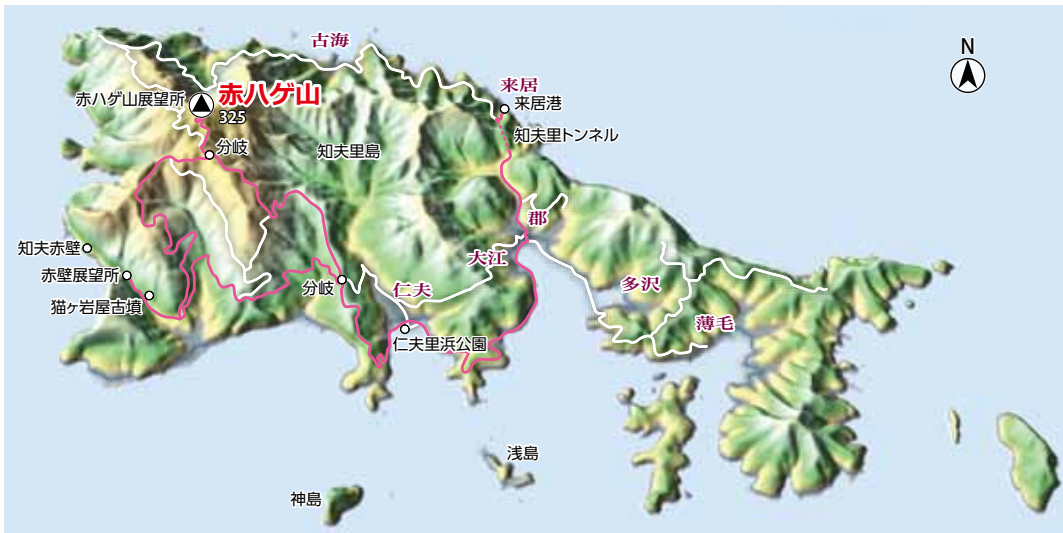 古海
N
来居
赤ハゲ山
赤ハゲ山展望所
325
来居港
知夫里トンネル
分岐
知夫里島
郡
知夫赤壁
大江
赤壁展望所
分岐
仁夫
多沢
猫ヶ岩屋古墳
薄毛
仁夫里浜公園
浅島
神島